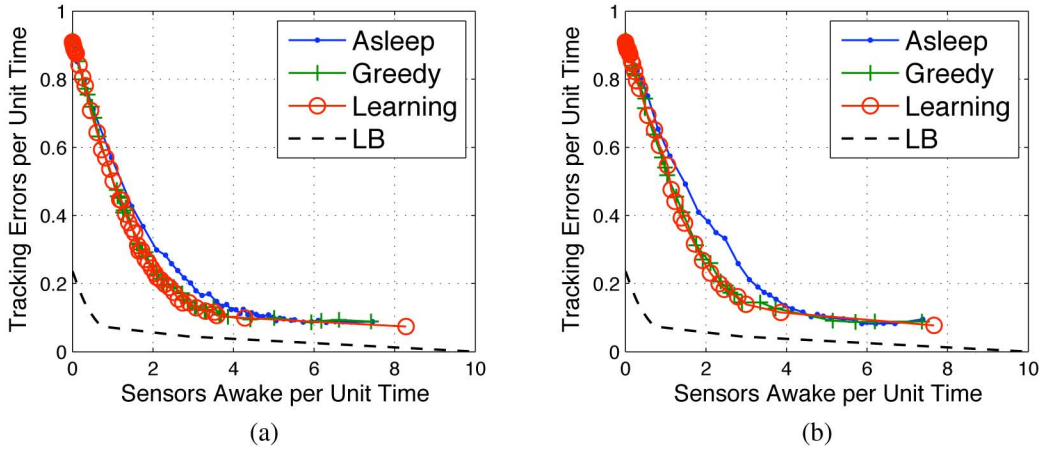 Tracking Errors per Unit Time
1
0.8
0.6
0.4
0.2
0
0 2 4 6 8 10
Sensors Awake per Unit Time
Asleep
Greedy
Learning
LB
(a)
Tracking Errors per Unit Time
1
0.8
0.6
0.4
0.2
0
0 2 4 6 8 10
Sensors Awake per Unit Time
Asleep
Greedy
Learning
LB
(b)